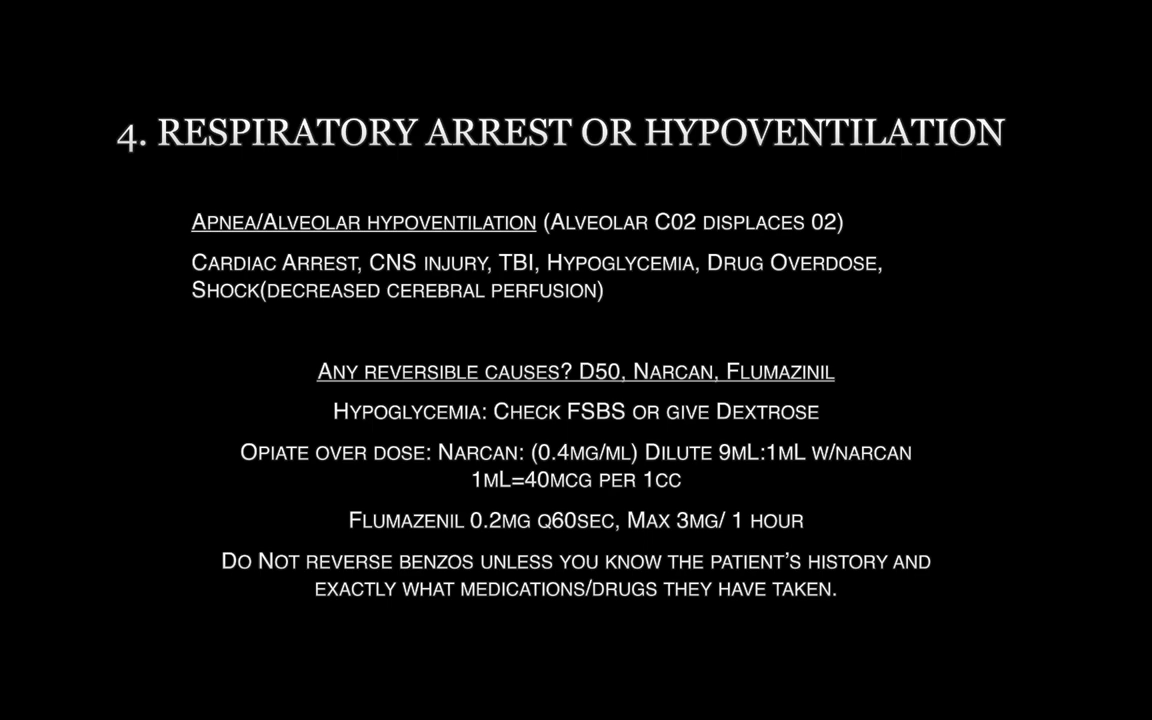 4. RESPIRATORY ARREST OR HYPOVENTILATION
APNEA/ALVEOLAR HYPOVENTILATION (ALVEOLAR C02 DISPLACES 02)
CARDIAC ARREST, CNS INJURY, TBI, HYPOGLYCEMIA, DRUG OVERDOSE,
SHOCK(DECREASED CEREBRAL PERFUSION)
ANY REVERSIBLE CAUSES? D50, NARCAN, FLUMAZINIL
HYPOGLYCEMIA: CHECK FSBS OR GIVE DEXTROSE
OPIATE OVER DOSE: NARCAN: (0.4MG/ML) DILUTE 9ML:1ML W/NARCAN
1ML=40MCG PER 1CC
FLUMAZENIL 0.2MG Q60SEC, MAX 3MG/ 1 HOUR
DO NOT REVERSE BENZOS UNLESS YOU KNOW THE PATIENT’S HISTORY AND
EXACTLY WHAT MEDICATIONS/DRUGS THEY HAVE TAKEN.